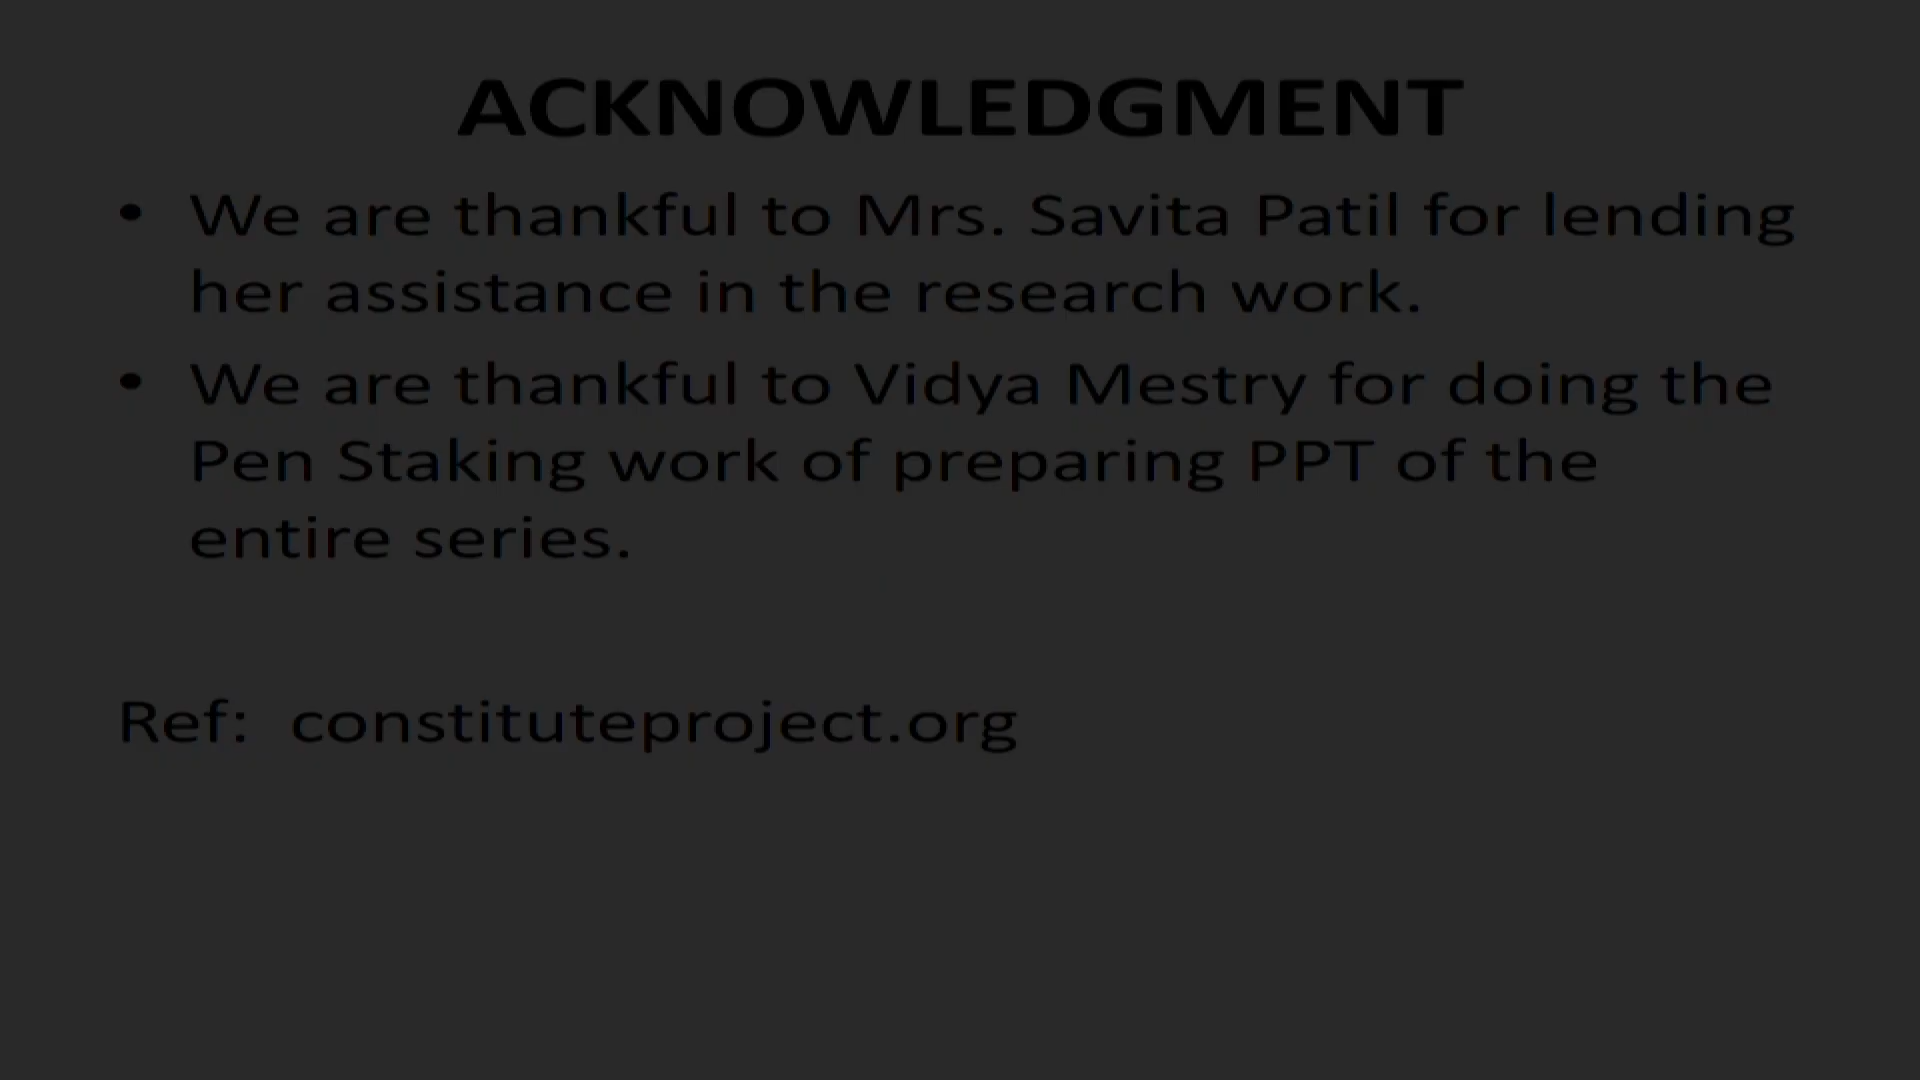 ACKNOWLEDGMENT
• We are thankful to Mrs. Savita Patil for lending
her assistance in the research work.
• We are thankful to Vidya Mestry for doing the
Pen Staking work of preparing PPT of the
entire series.
Ref: constituteproject.org